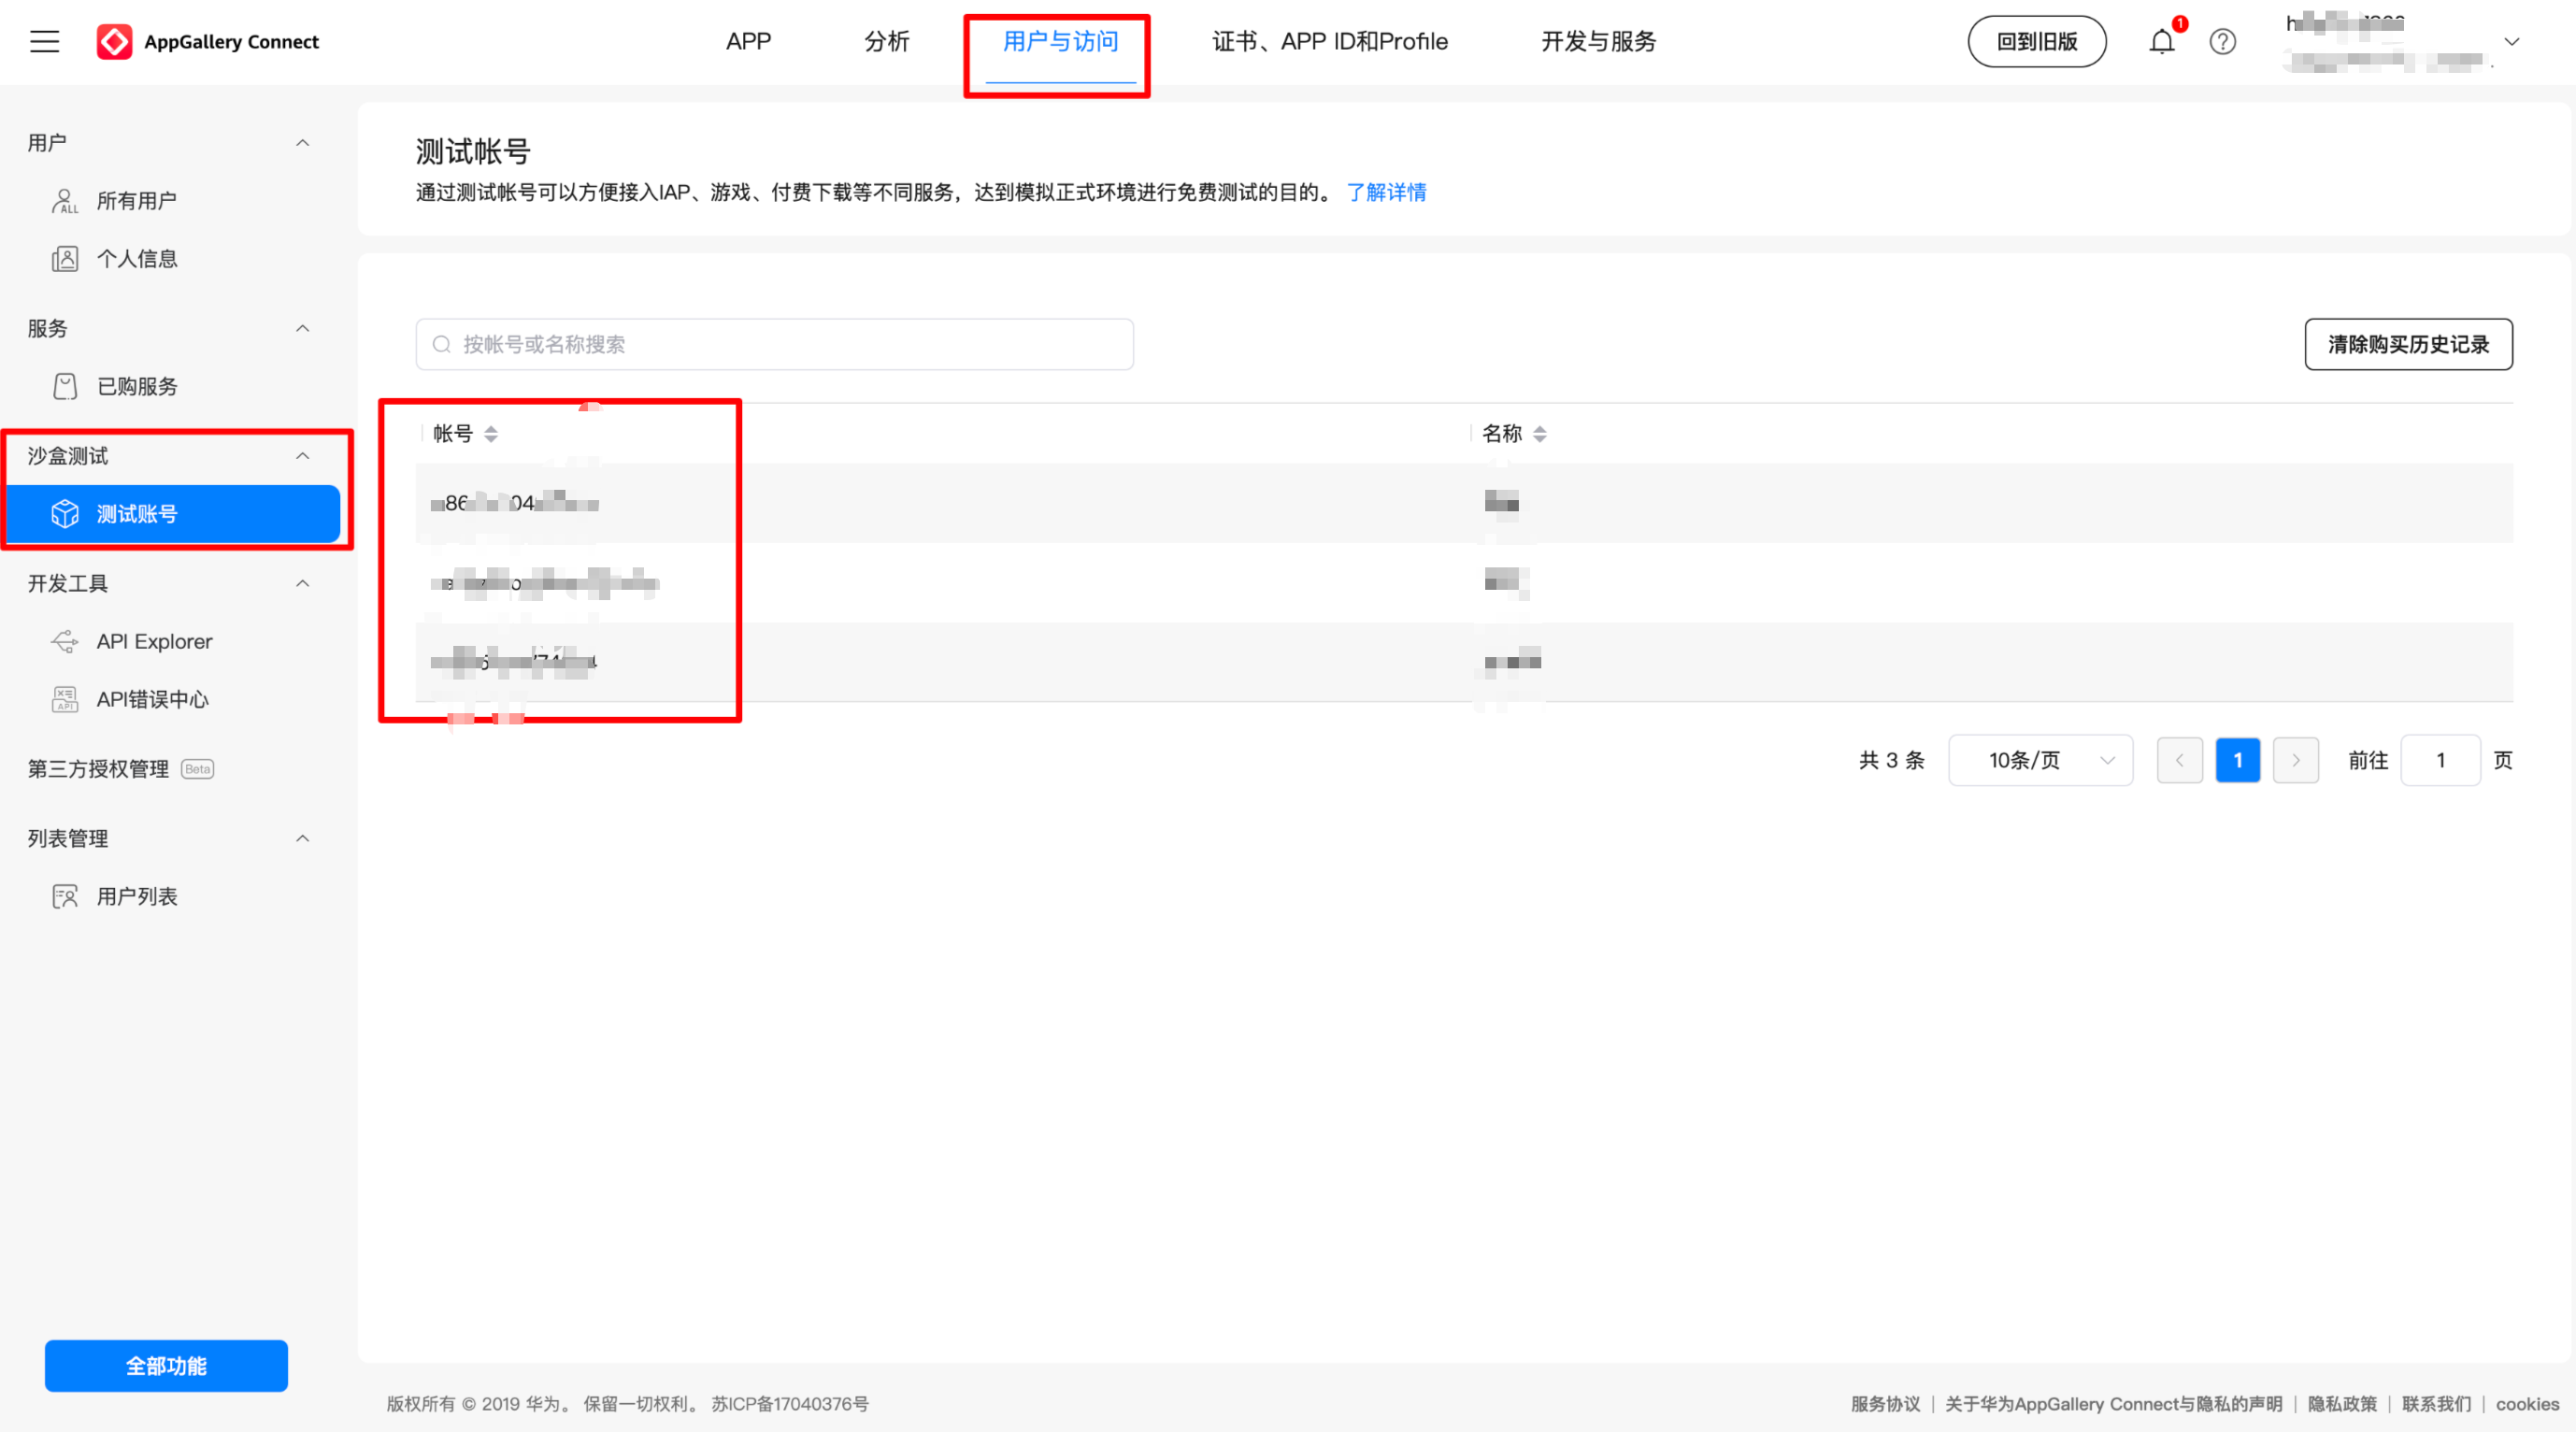 AppGallery Connect
APP
分析
用户与访问
证书、APP ID和Profile
开发与服务
回到旧版
1
用户
所有用户
个人信息
服务
已购服务
沙盒测试
测试账号
开发工具
API Explorer
API错误中心
第三方授权管理 Beta
列表管理
用户列表
全部功能
测试帐号
通过测试帐号可以方便接入IAP、游戏、付费下载等不同服务，达到模拟正式环境进行免费测试的目的。 了解详情
按帐号或名称搜索
清除购买历史记录
帐号
名称
共 3 条
10条/页
1
前往 1 页
版权所有 © 2019 华为。 保留一切权利。 苏ICP备17040376号
服务协议 | 关于华为AppGallery Connect与隐私的声明 | 隐私政策 | 联系我们 | cookies